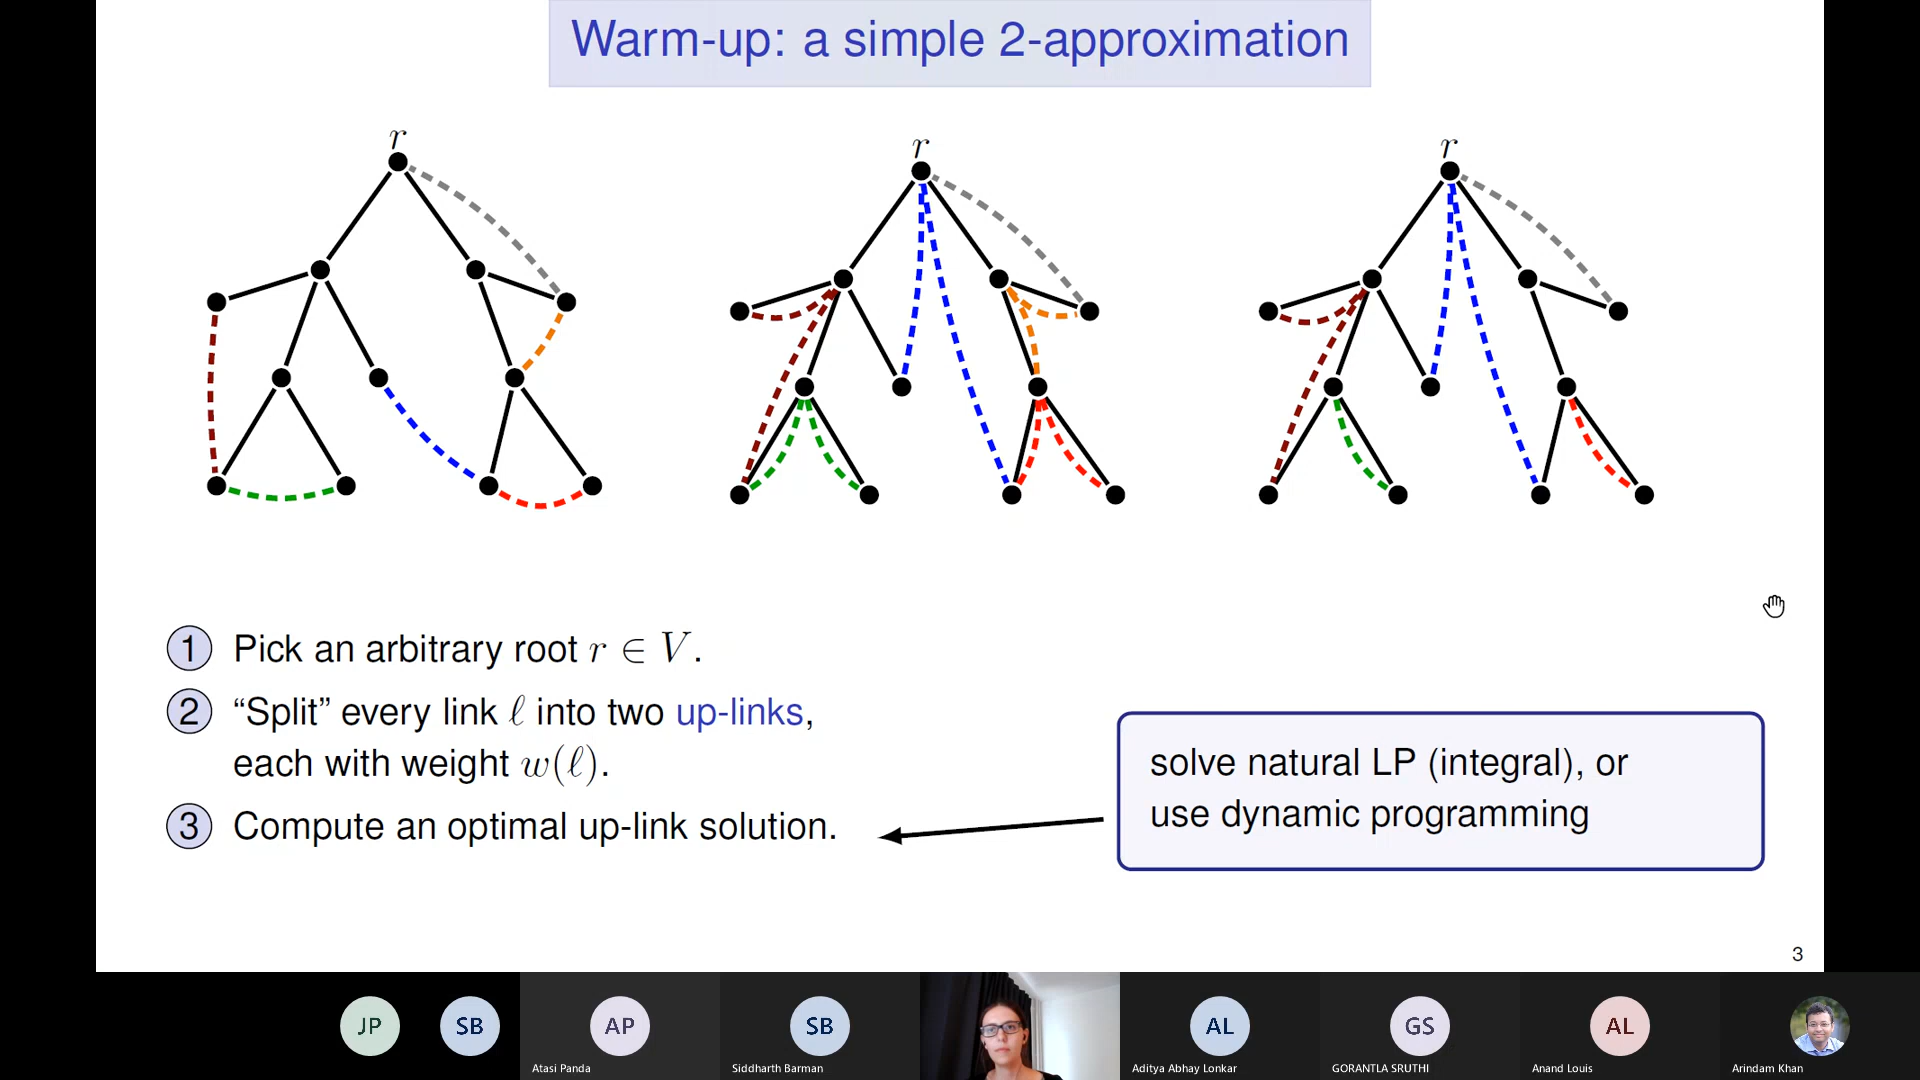 Warm-up: a simple 2-approximation
r
r
r
1 Pick an arbitrary root r ∈ V.
2 “Split” every link ℓ into two up-links,
each with weight w(ℓ).
3 Compute an optimal up-link solution.
solve natural LP (integral), or
use dynamic programming
3
JP
SB
AP
SB
AL
GS
AL
Atasi Panda
Siddharth Barman
Aditya Abhay Lonkar
GORANTLA SRUTHI
Anand Louis
Arindam Khan